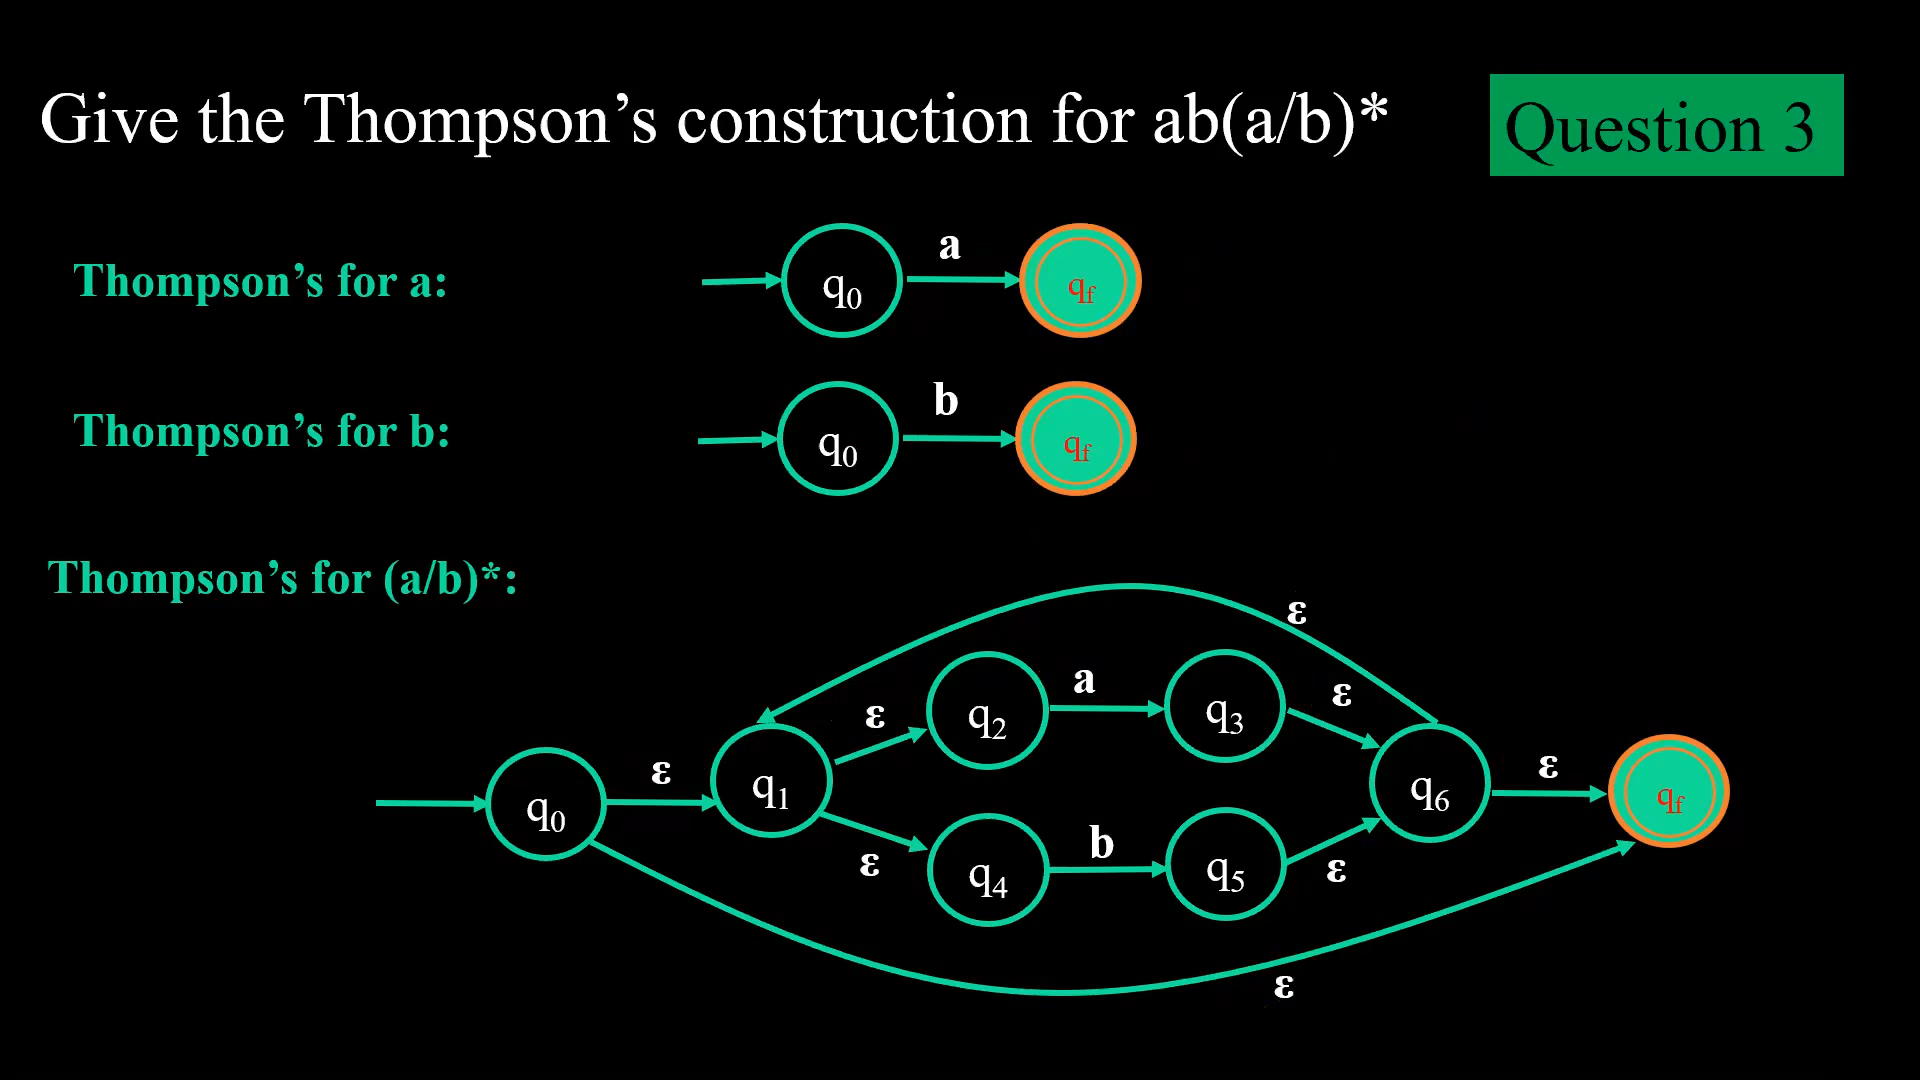 Give the Thompson’s construction for ab(a/b)*
Question 3
Thompson’s for a:
q0
a
qf
Thompson’s for b:
q0
b
qf
Thompson’s for (a/b)*:
ε
q2
a
q3
ε
ε
q0
ε
q1
q6
ε
qf
ε
q4
b
q5
ε
ε